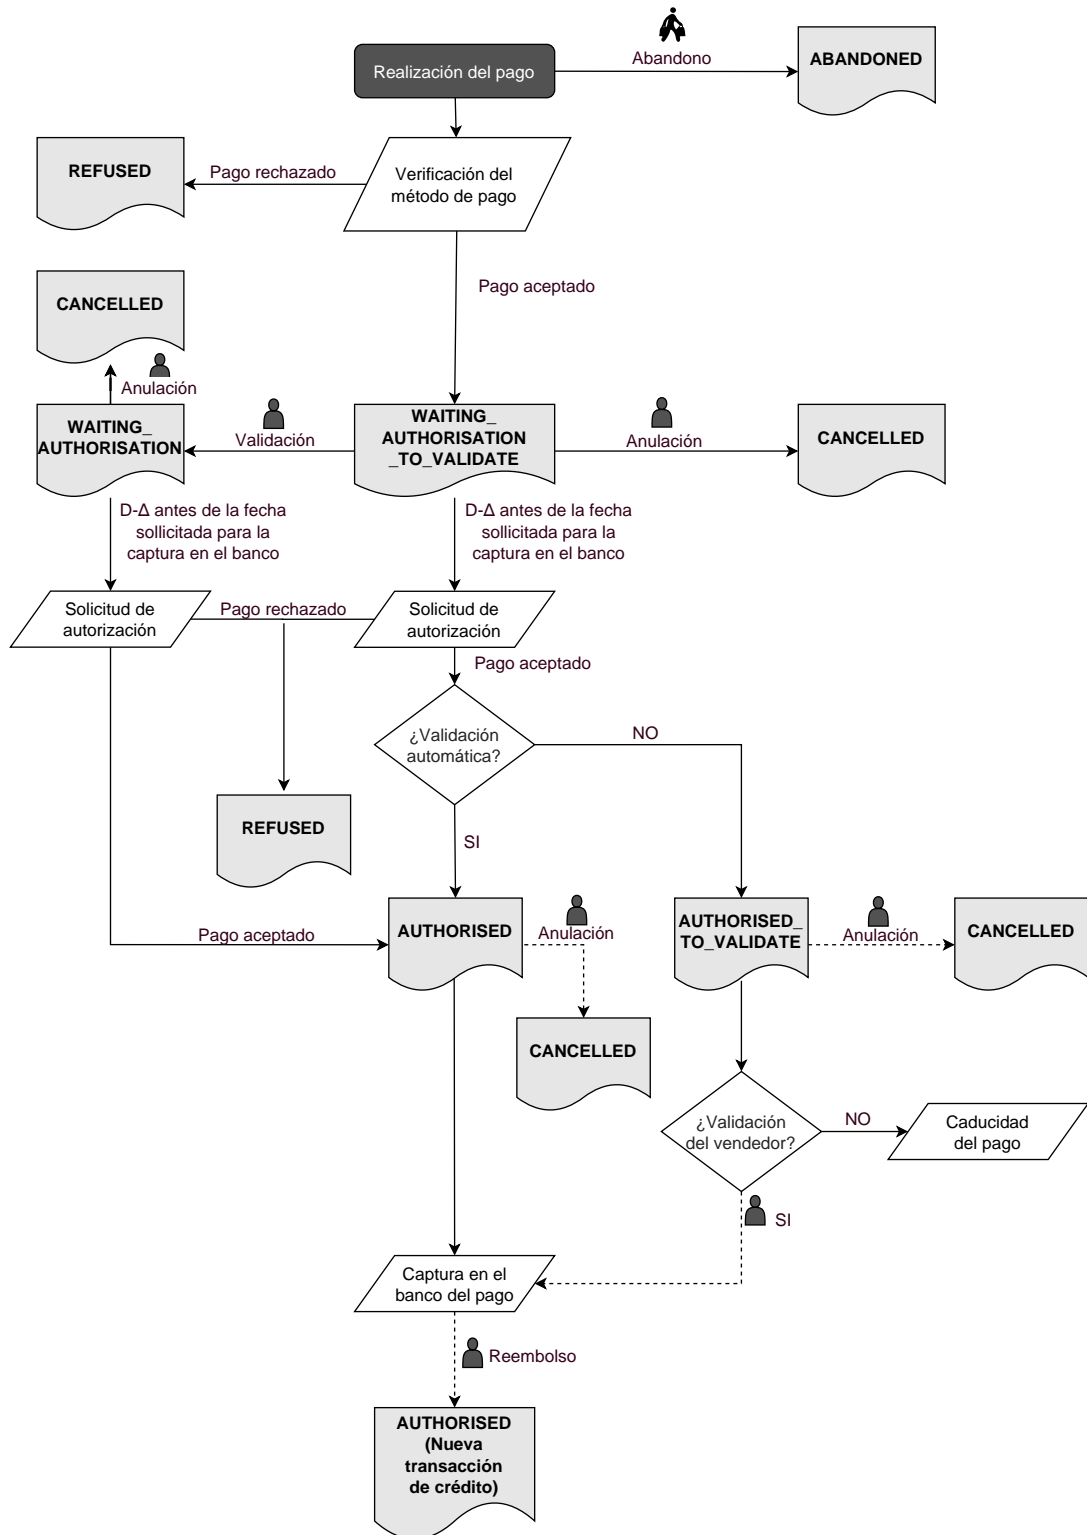 Realización del pago
Abandono
ABANDONED
REFUSED
Pago rechazado
Verificación del
método de pago
CANCELLED
Pago aceptado
Anulación
WAITING_
AUTHORISATION
Validación
WAITING_
AUTHORISATION
_TO_VALIDATE
Anulación
CANCELLED
D-Δ antes de la fecha
sollicitada para la
captura en el banco
D-Δ antes de la fecha
sollicitada para la
captura en el banco
Solicitud de
autorización
Pago rechazado
Solicitud de
autorización
Pago aceptado
¿Validación
automática?
NO
REFUSED
SI
Pago aceptado
AUTHORISED
Anulación
AUTHORISED_
TO_VALIDATE
Anulación
CANCELLED
CANCELLED
¿Validación
del vendedor?
NO
Caducidad
del pago
SI
Captura en el
banco del pago
Reembolso
AUTHORISED
(Nueva
transacción
de crédito)